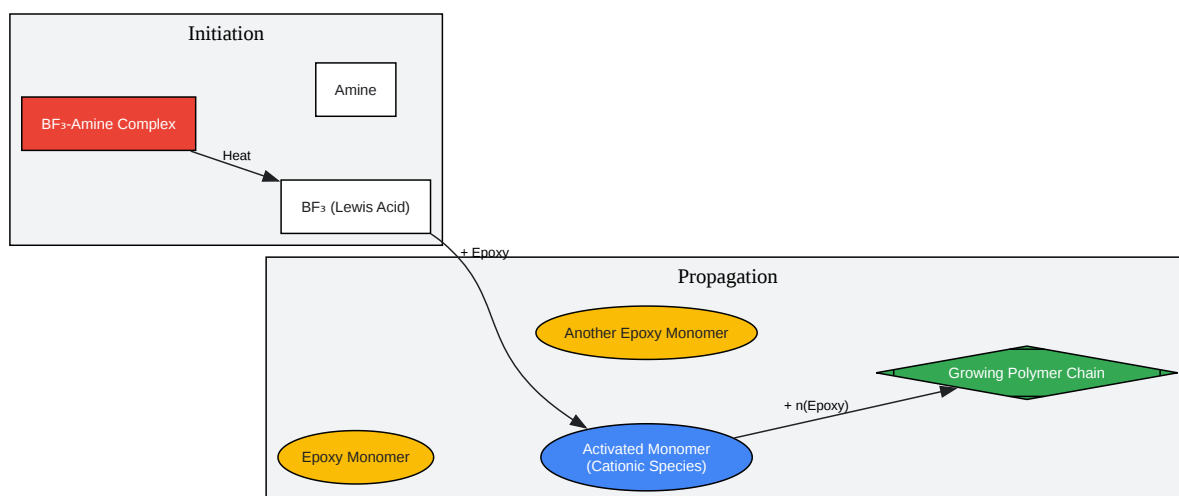 Initiation
Amine
BF₃-Amine Complex
Heat
BF₃ (Lewis Acid)
+ Epoxy
Propagation
Another Epoxy Monomer
Growing Polymer Chain
+ n(Epoxy)
Epoxy Monomer
Activated Monomer
(Cationic Species)